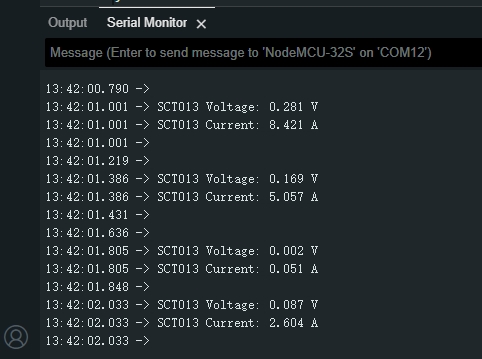 Output Serial Monitor ×
Message (Enter to send message to 'NodeMCU-32S' on 'COM12')
13:42:00.790 ->
13:42:01.001 -> SCT013 Voltage: 0.281 V
13:42:01.001 -> SCT013 Current: 8.421 A
13:42:01.001 ->
13:42:01.219 ->
13:42:01.386 -> SCT013 Voltage: 0.169 V
13:42:01.386 -> SCT013 Current: 5.057 A
13:42:01.431 ->
13:42:01.636 ->
13:42:01.805 -> SCT013 Voltage: 0.002 V
13:42:01.805 -> SCT013 Current: 0.051 A
13:42:01.848 ->
13:42:02.033 -> SCT013 Voltage: 0.087 V
13:42:02.033 -> SCT013 Current: 2.604 A
13:42:02.033 ->